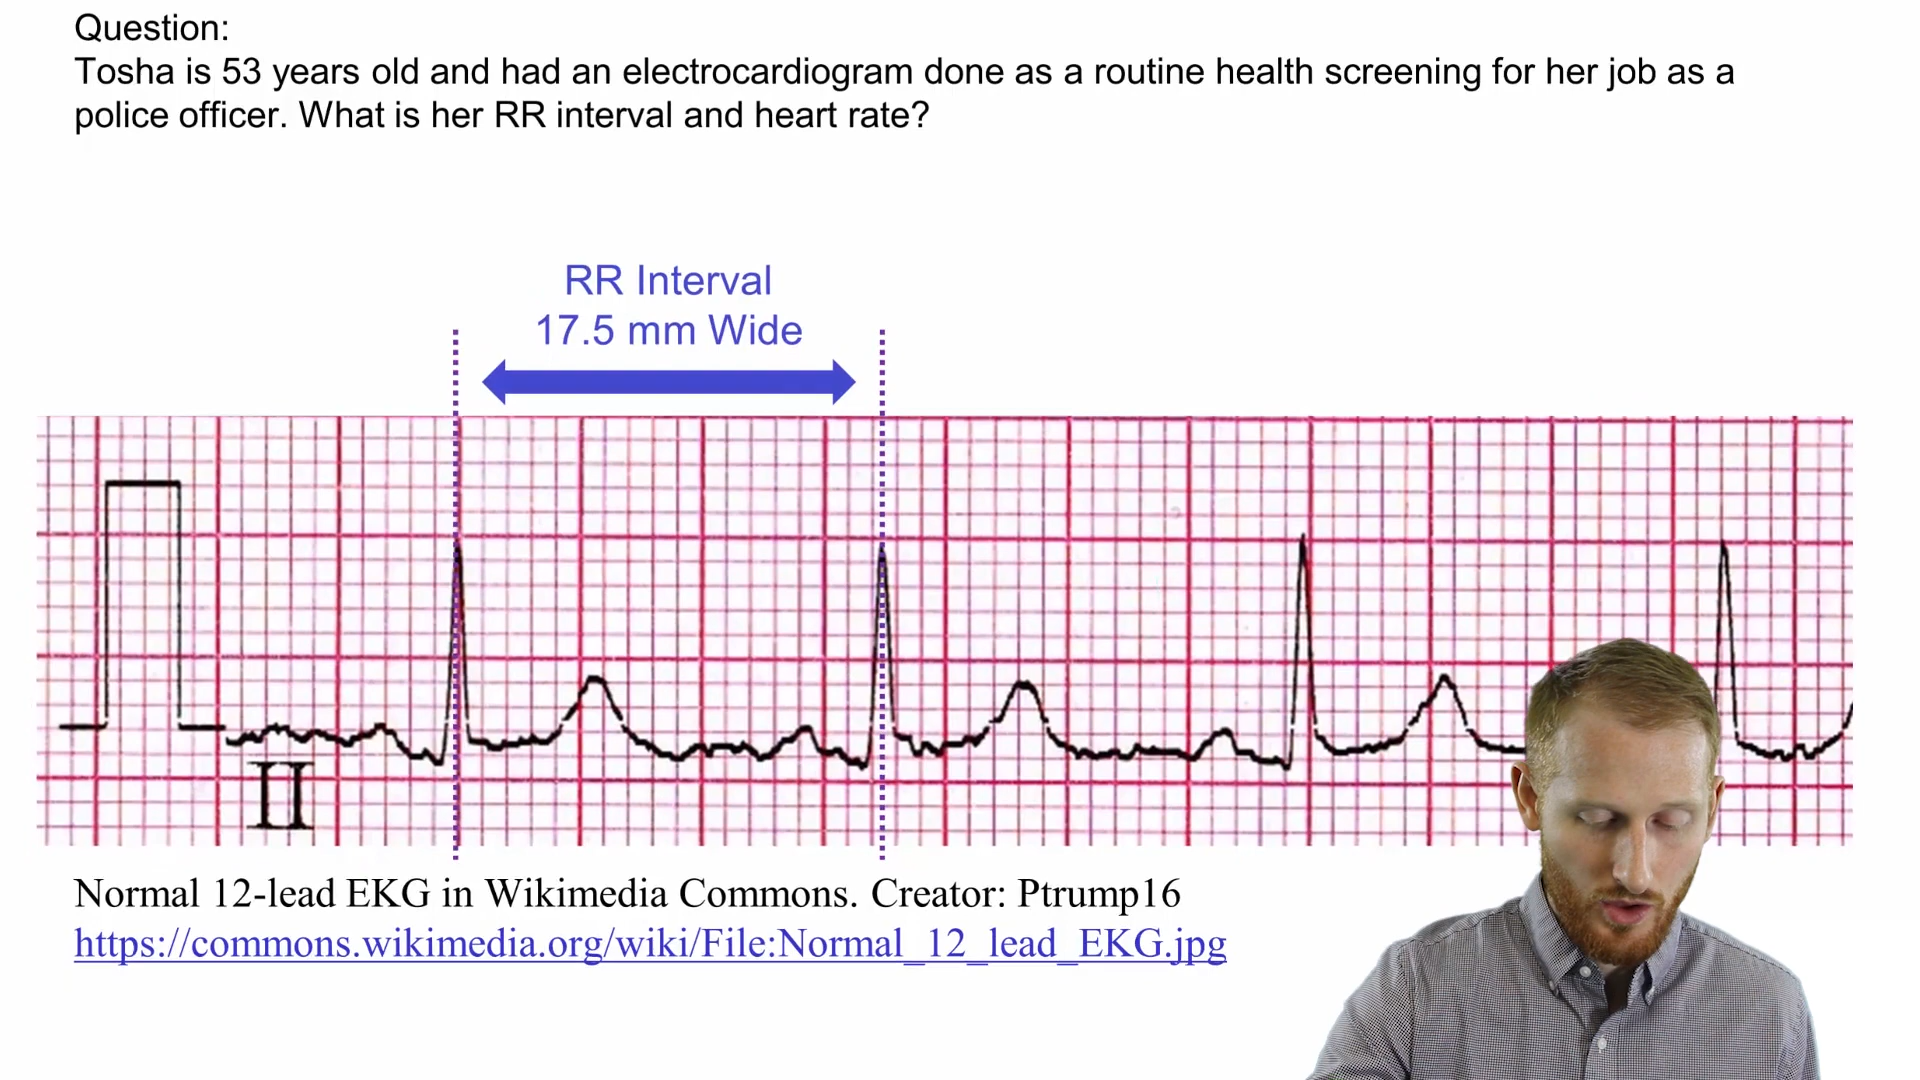 Question:
Tosha is 53 years old and had an electrocardiogram done as a routine health screening for her job as a
police officer. What is her RR interval and heart rate?
RR Interval
17.5 mm Wide
II
Normal 12-lead EKG in Wikimedia Commons. Creator: Ptrump16
https://commons.wikimedia.org/wiki/File:Normal_12_lead_EKG.jpg